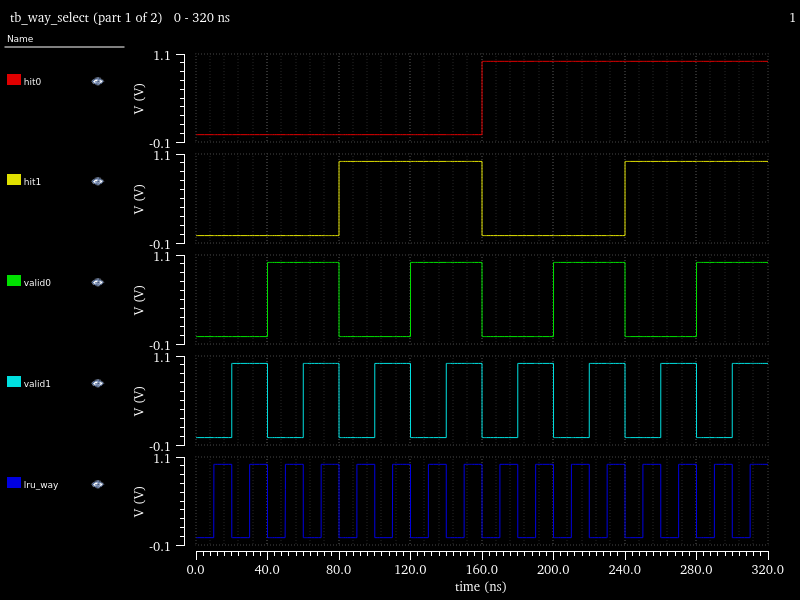 tb_way_select (part 1 of 2) 0 - 320 ns 1
Name
hit0
1.1
V (V)
-0.1
hit1
1.1
V (V)
-0.1
valid0
1.1
V (V)
-0.1
valid1
1.1
V (V)
-0.1
lru_way
1.1
V (V)
-0.1
0.0 40.0 80.0 120.0 160.0 200.0 240.0 280.0 320.0
time (ns)